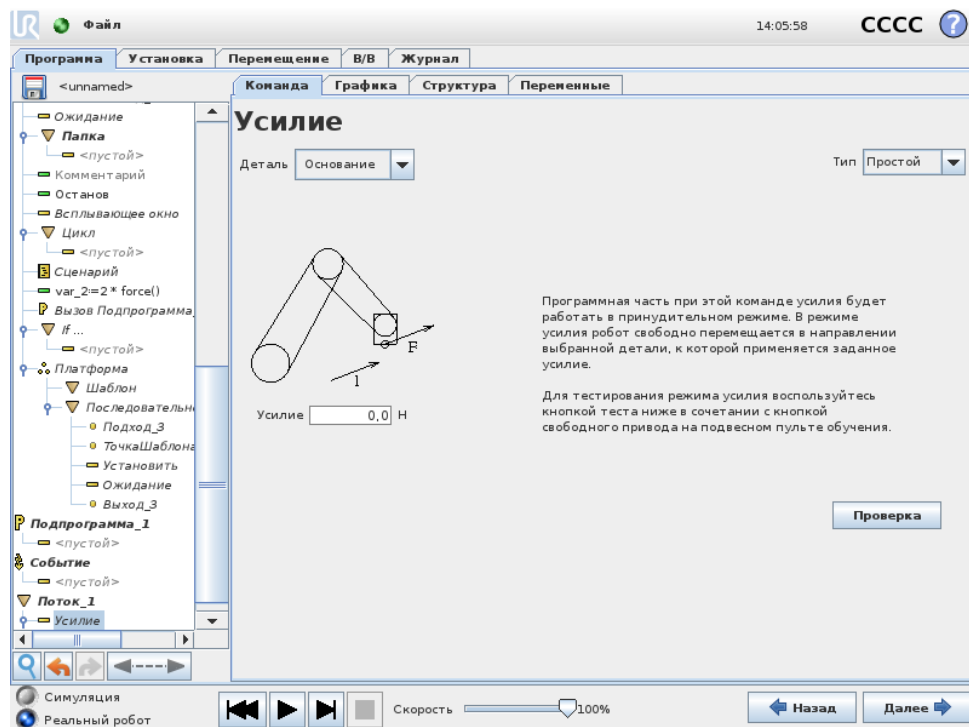 UR Файл 14:05:58 CCCC ?
Программа Установка Перемещение В/В Журнал
<unnamed>
Команда Графика Структура Переменные
Ожидание
Папка
<пустой>
Комментарий
Останов
Всплывающее окно
Цикл
<пустой>
Сценарий
var_2:=2 * force()
Вызов Подпрограмма_
If ...
<пустой>
Платформа
Шаблон
Последовательн
Подход_3
ТочкаШаблона
Установить
Ожидание
Выход_3
Подпрограмма_1
<пустой>
Событие
<пустой>
Поток_1
Усилие
Усилие
Деталь Основание
Тип Простой
F
1
Усилие 0,0 Н
Программная часть при этой команде усилия будет
работать в принудительном режиме. В режиме
усилия робот свободно перемещается в направлении
выбранной детали, к которой применяется заданное
усилие.
Для тестирования режима усилия воспользуйтесь
кнопкой теста ниже в сочетании с кнопкой
свободного привода на подвесном пульте обучения.
Проверка
Симуляция
Реальный робот
Скорость 100%
Назад Далее